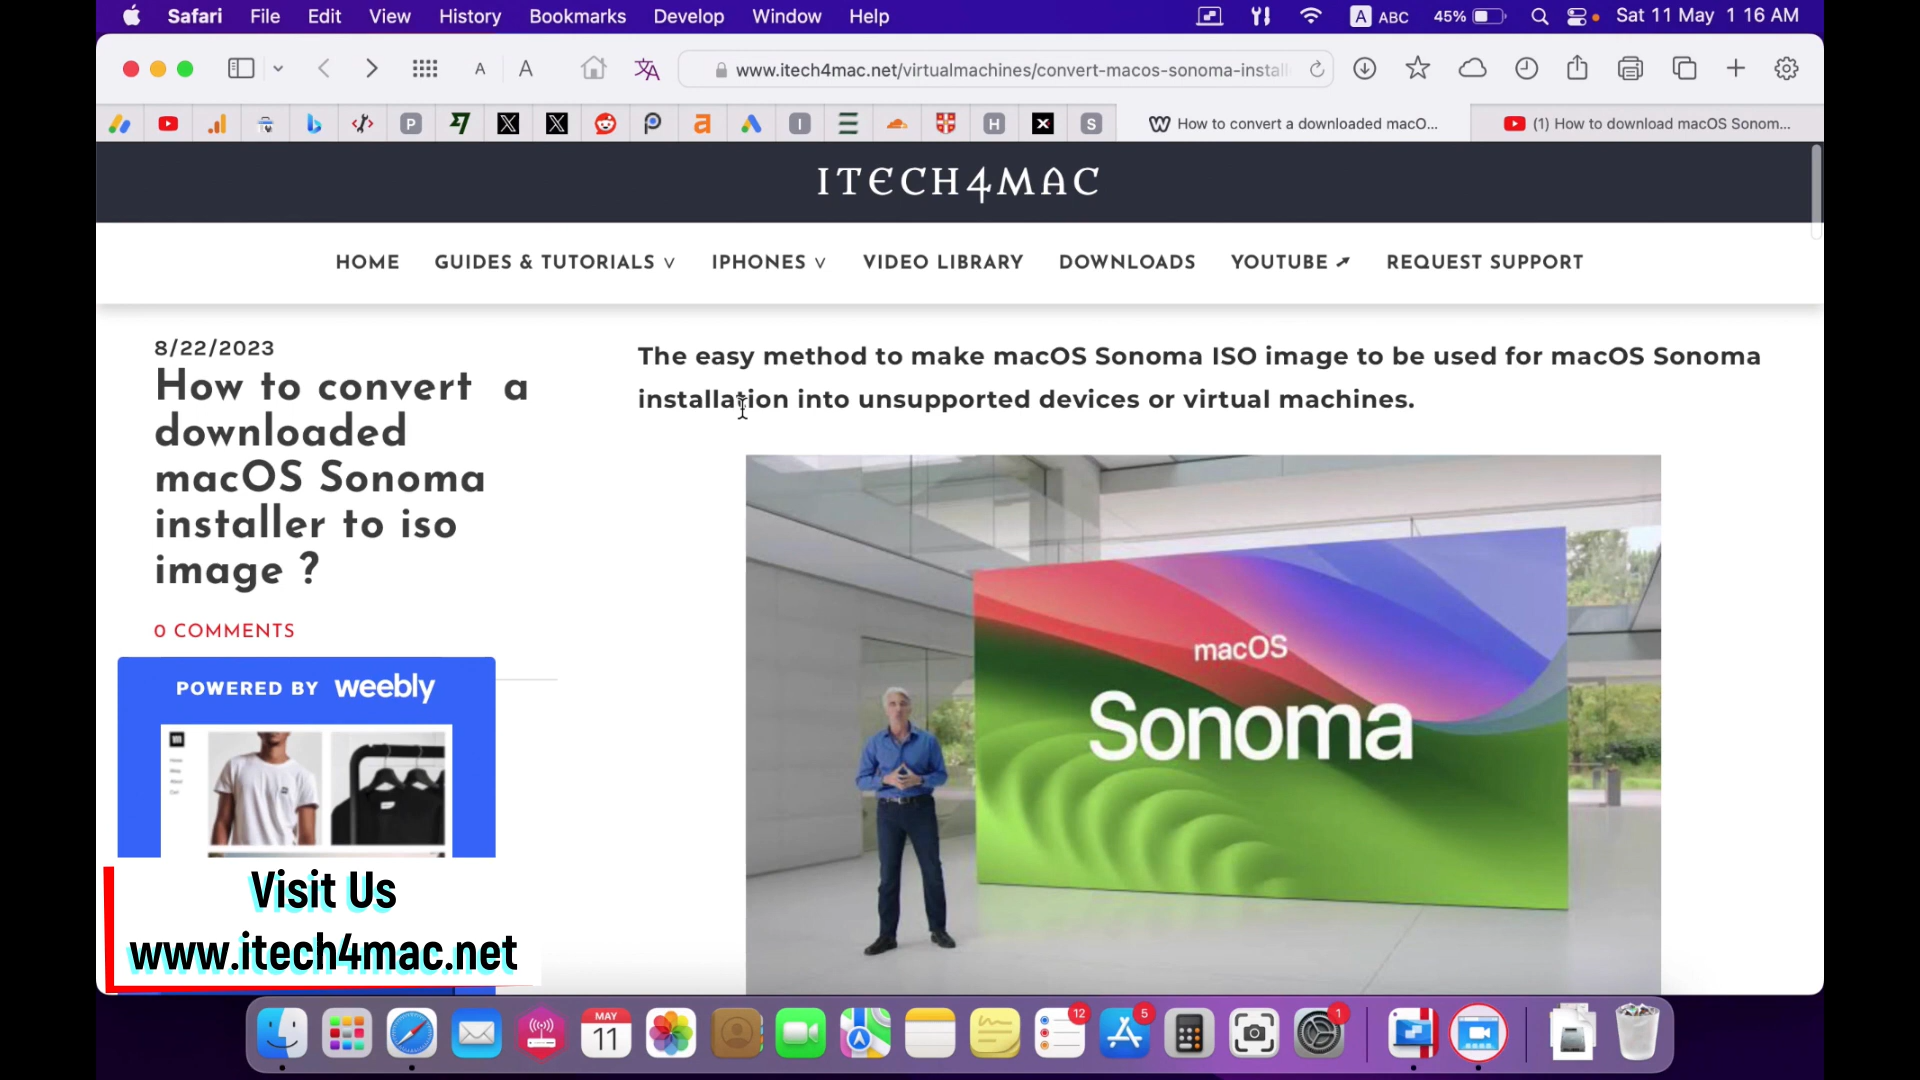 Safari File Edit View History Bookmarks Develop Window Help A ABC 45% Sat 11 May 1 16 AM
A A www.itech4mac.net/virtualmachines/convert-macos-sonoma-install
P I H S How to convert a downloaded macO... (1) How to download macOS Sonom...
ITECH4MAC
HOME GUIDES & TUTORIALS IPHONES VIDEO LIBRARY DOWNLOADS YOUTUBE REQUEST SUPPORT
8/22/2023
How to convert a
downloaded
macOS Sonoma
installer to iso
image ?
0 COMMENTS
The easy method to make macOS Sonoma ISO image to be used for macOS Sonoma
installation into unsupported devices or virtual machines.
macOS
Sonoma
POWERED BY weebly
Visit Us
www.itech4mac.net
MAY
11
12
5
1